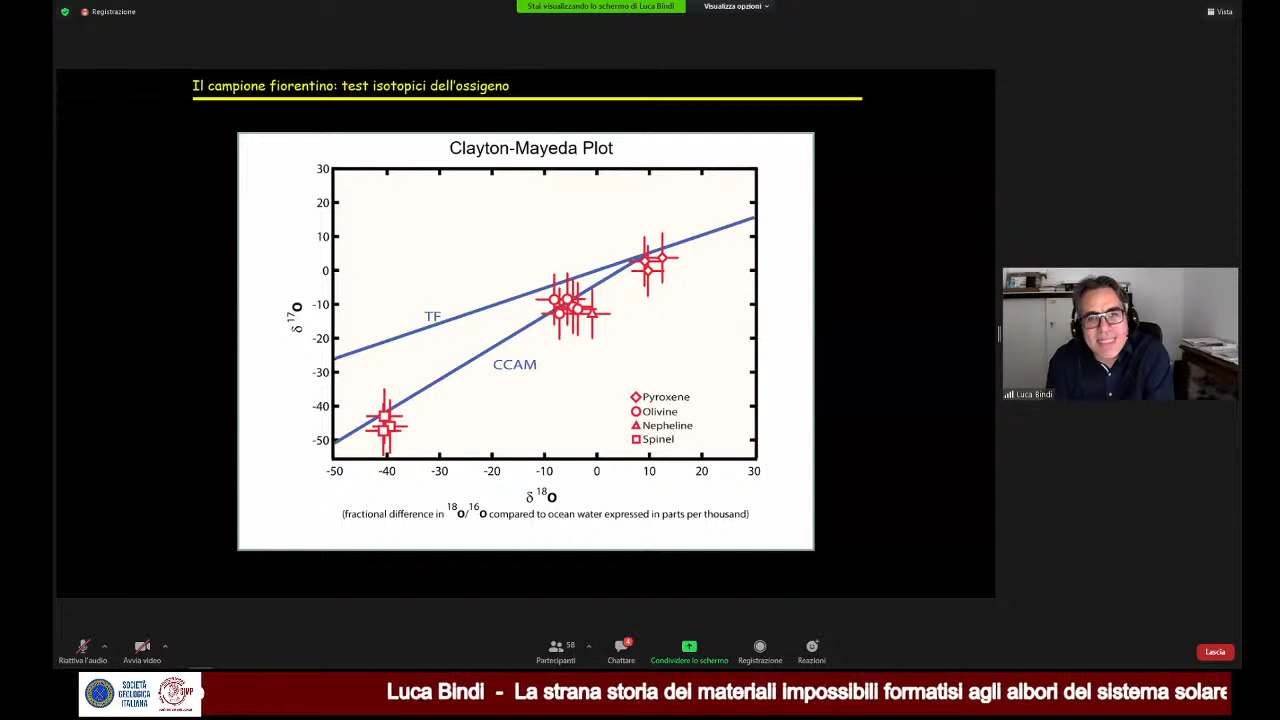 Registrazione
Stai visualizzando lo schermo di Luca Bindi
Visualizza opzioni
Vista
Il campione fiorentino: test isotopici dell'ossigeno
Clayton-Mayeda Plot
30
20
10
0
-10
-20
-30
-40
-50
δ 17O
TF
CCAM
Pyroxene
Olivine
Nepheline
Spinel
-50 -40 -30 -20 -10 0 10 20 30
δ 18O
(fractional difference in 18O/16O compared to ocean water expressed in parts per thousand)
Luca Bindi
Riattiva l'audio
Avvia video
58
Partecipanti
4
Chattare
Condividere lo schermo
Registrazione
Reazioni
Lascia
SOCIETÀ
GEOLOGICA
ITALIANA
Luca Bindi - La strana storia dei materiali impossibili formatisi agli albori del sistema solare